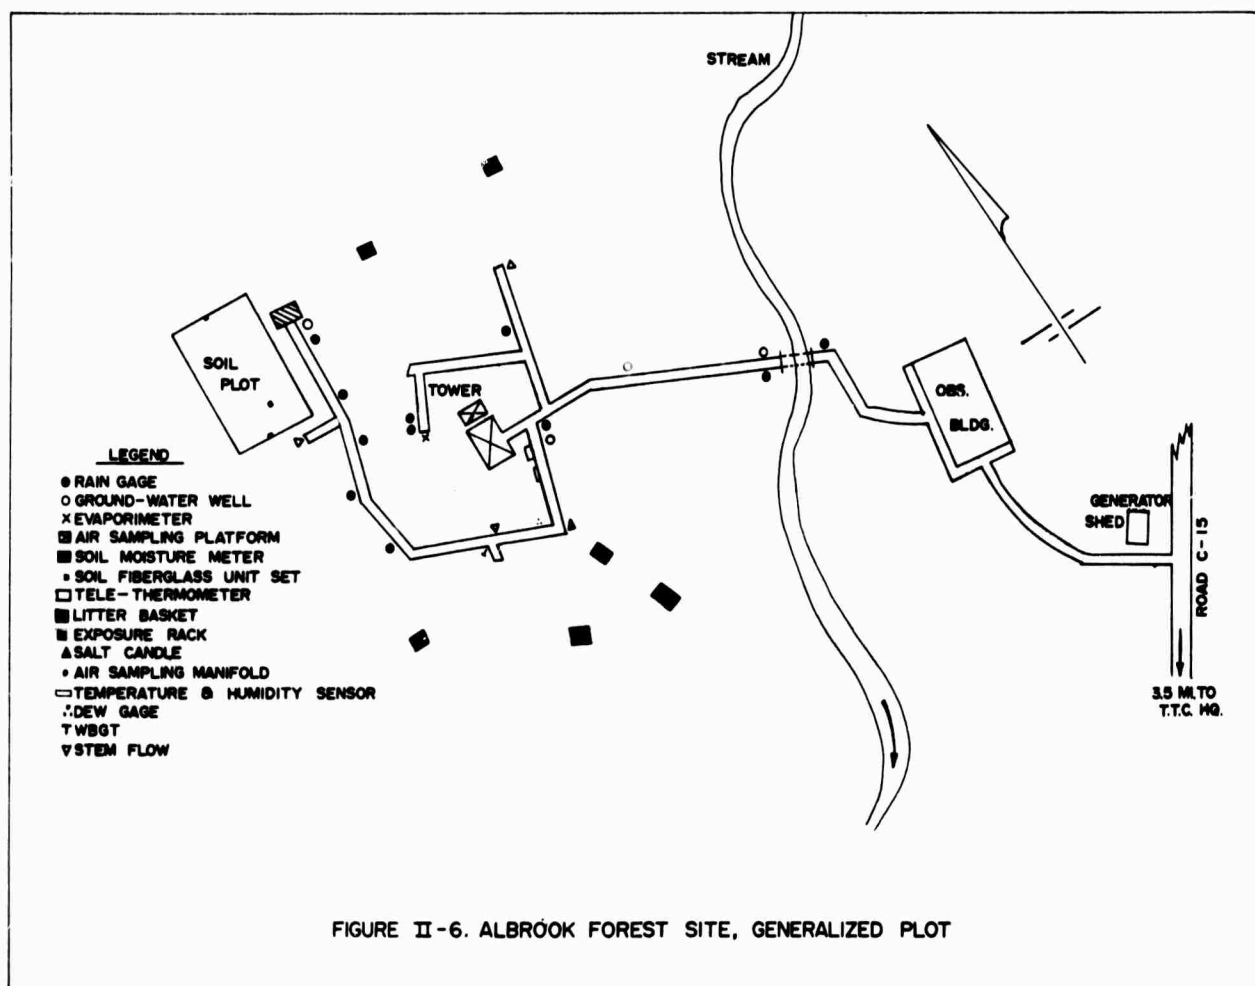 STREAM
SOIL
PLOT
TOWER
OBS.
BLDG.
GENERATOR
SHED
ROAD C-15
3.5 MI. TO
T.T.C. HQ.
LEGEND
RAIN GAGE
GROUND-WATER WELL
EVAPORIMETER
AIR SAMPLING PLATFORM
SOIL MOISTURE METER
SOIL FIBERGLASS UNIT SET
TELE-THERMOMETER
LITTER BASKET
EXPOSURE RACK
SALT CANDLE
AIR SAMPLING MANIFOLD
TEMPERATURE & HUMIDITY SENSOR
DEW GAGE
WBGT
STEM FLOW
FIGURE II-6. ALBROOK FOREST SITE, GENERALIZED PLOT